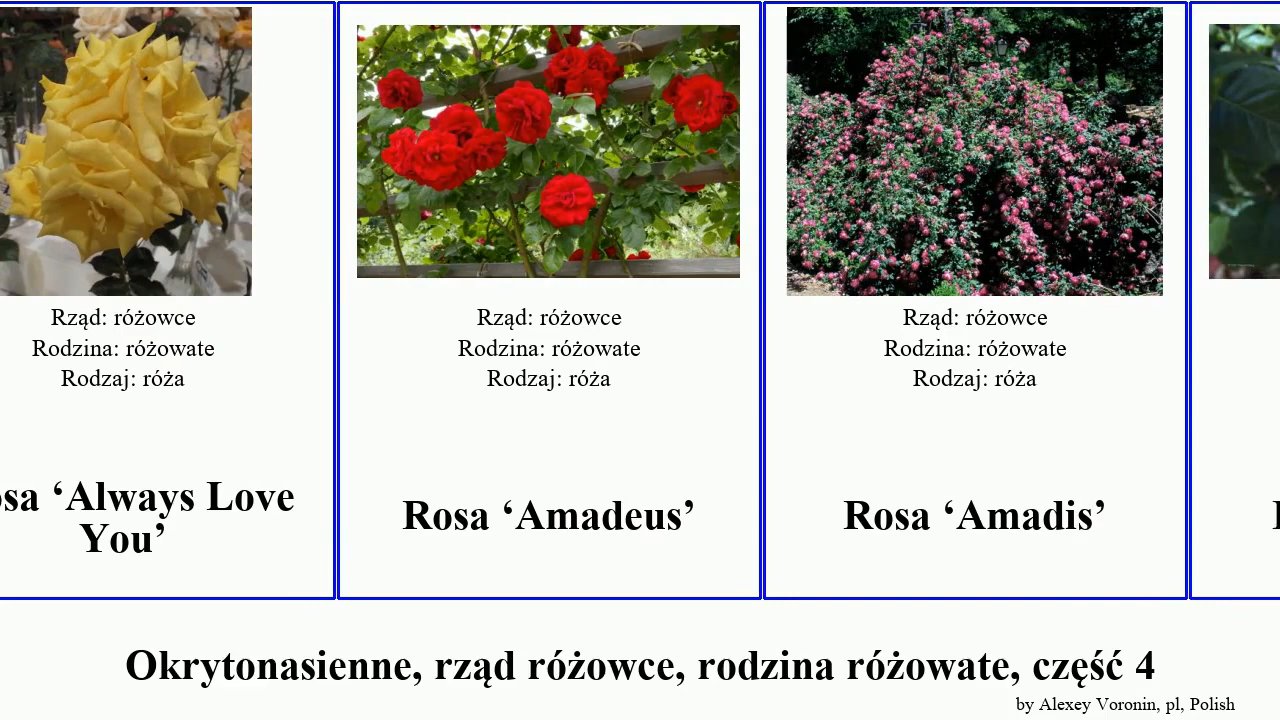 Rząd: różowce
Rodzina: różowate
Rodzaj: róża
‘Always Love
You’
Rząd: różowce
Rodzina: różowate
Rodzaj: róża
Rosa ‘Amadeus’
Rząd: różowce
Rodzina: różowate
Rodzaj: róża
Rosa ‘Amadis’
Okrytonasienne, rząd różowce, rodzina różowate, część 4
by Alexey Voronin, pl, Polish